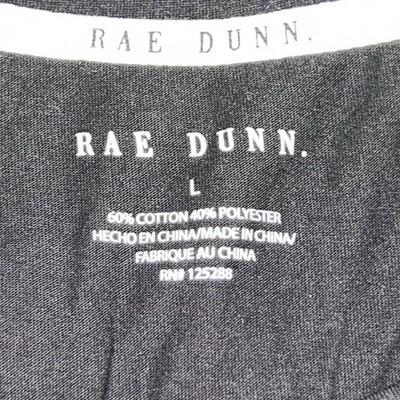 RAE DUNN.
RAE DUNN.
L
60% COTTON 40% POLYESTER
HECHO EN CHINA/MADE IN CHINA/
FABRIQUE AU CHINA
RN# 125288